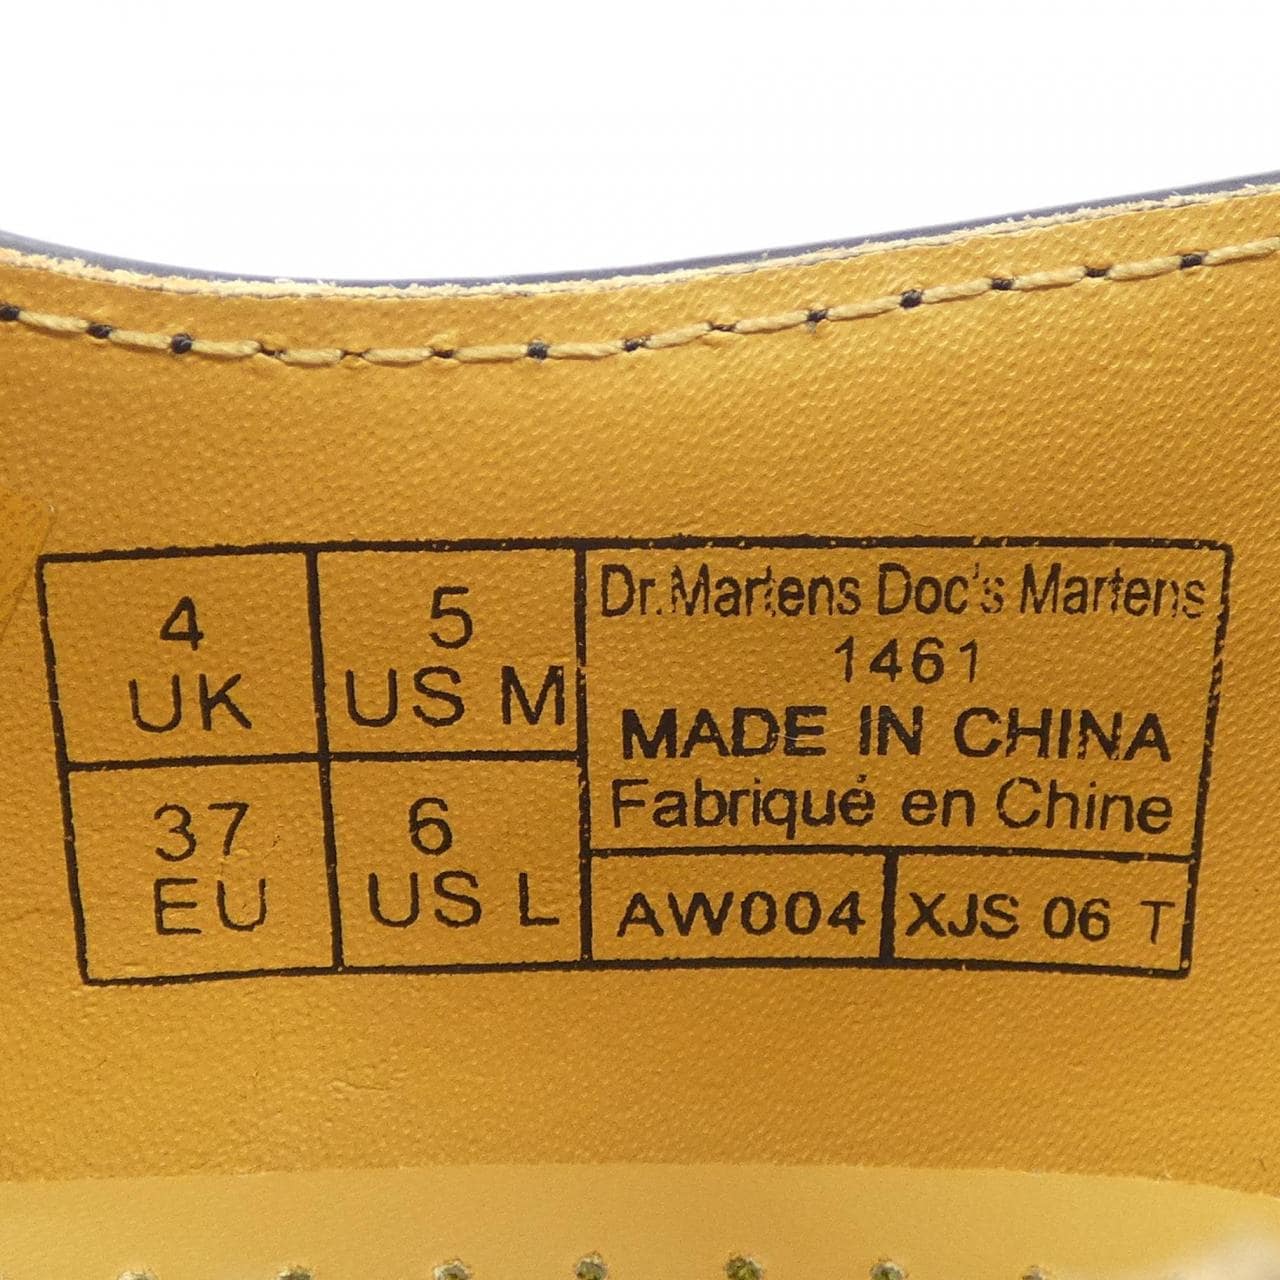 4
UK
5
US M
37
EU
6
US L
Dr.Martens Doc's Martens
1461
MADE IN CHINA
Fabriqué en Chine
AW004
XJS 06 T